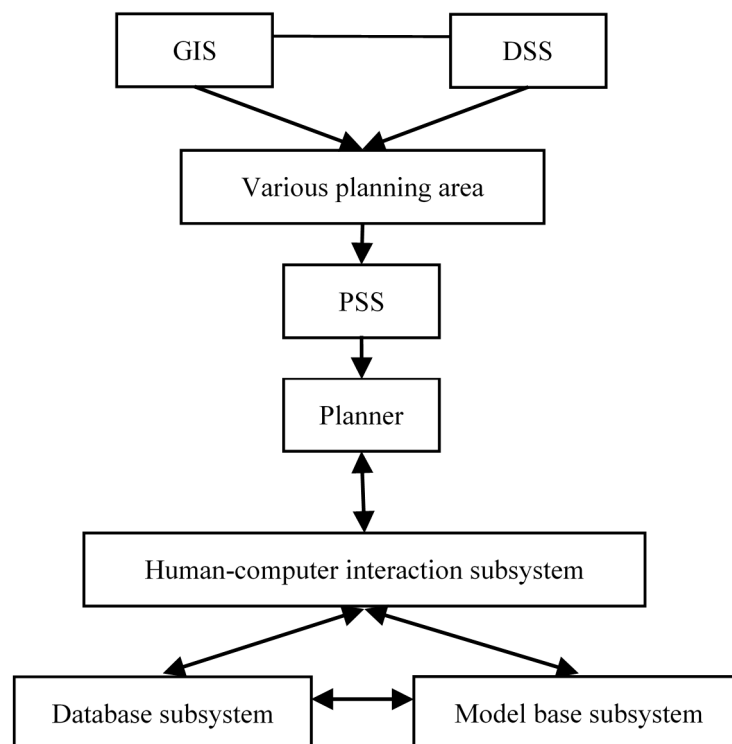 GIS
DSS
Various planning area
PSS
Planner
Human-computer interaction subsystem
Database subsystem
Model base subsystem